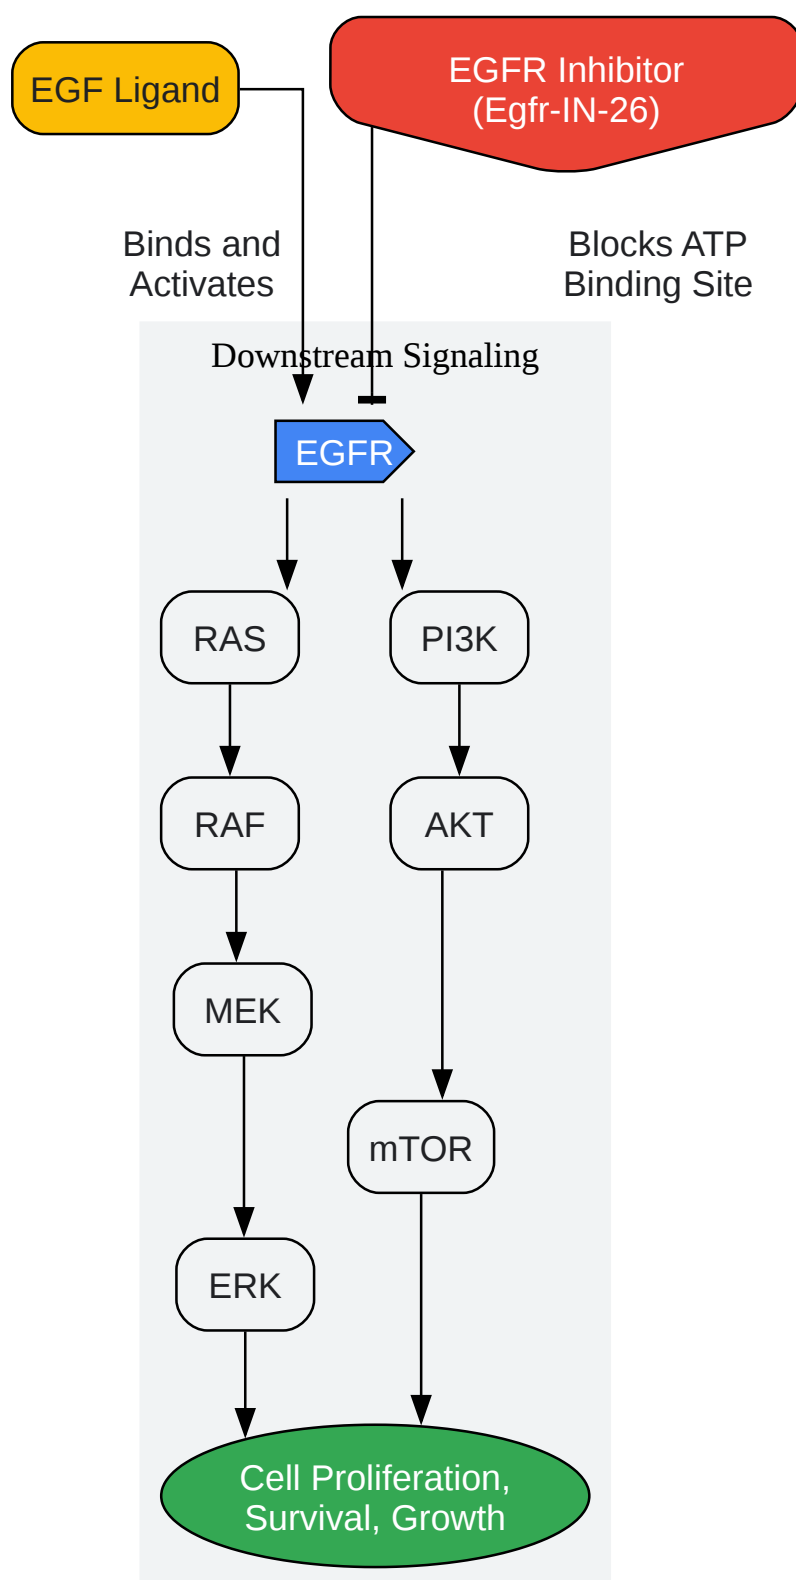 EGF Ligand
EGFR Inhibitor
(Egfr-IN-26)
Binds and
Activates
Blocks ATP
Binding Site
Downstream Signaling
EGFR
RAS
PI3K
RAF
AKT
MEK
mTOR
ERK
Cell Proliferation,
Survival, Growth